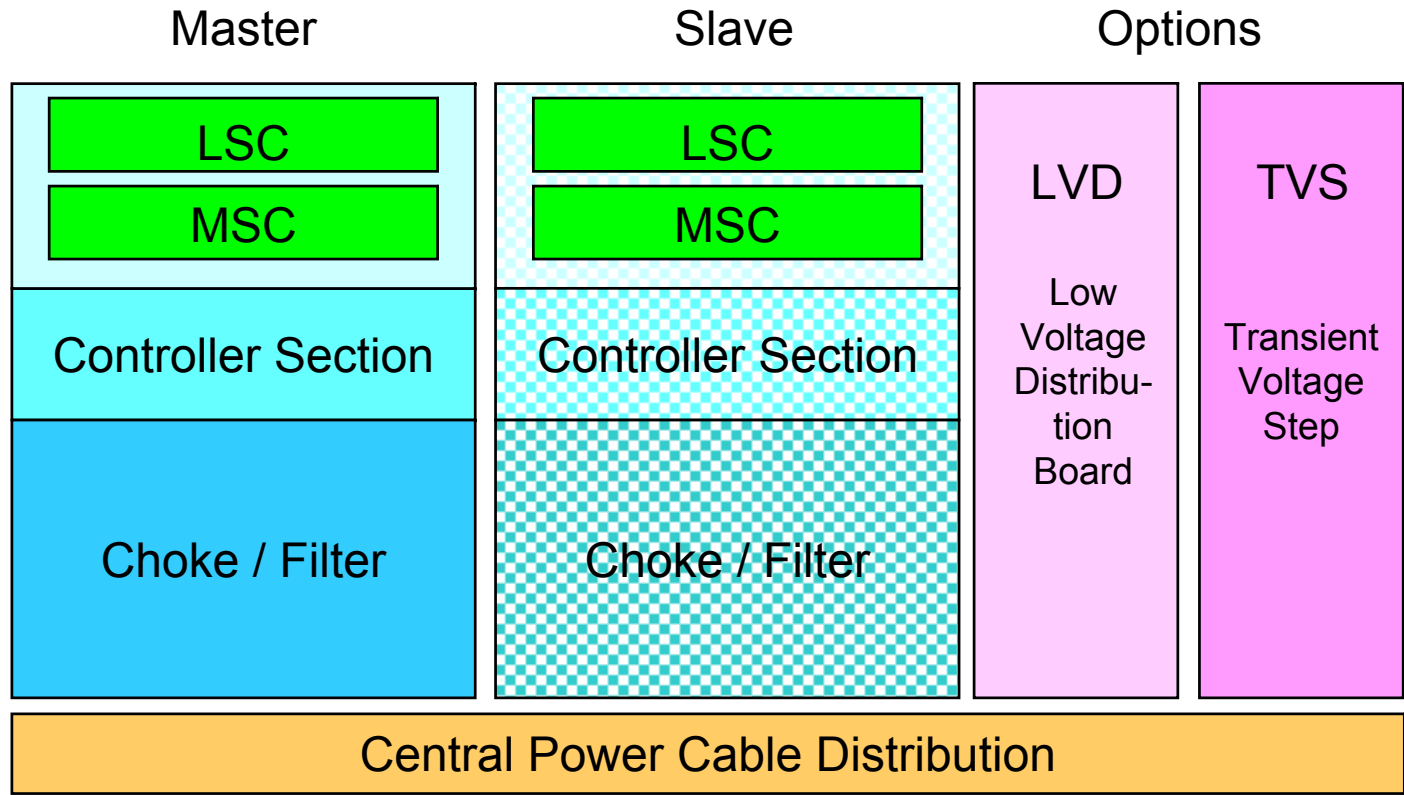 Master
Slave
Options
LSC
MSC
Controller Section
Choke / Filter
LSC
MSC
Controller Section
Choke / Filter
LVD
Low
Voltage
Distribu-
tion
Board
TVS
Transient
Voltage
Step
Central Power Cable Distribution